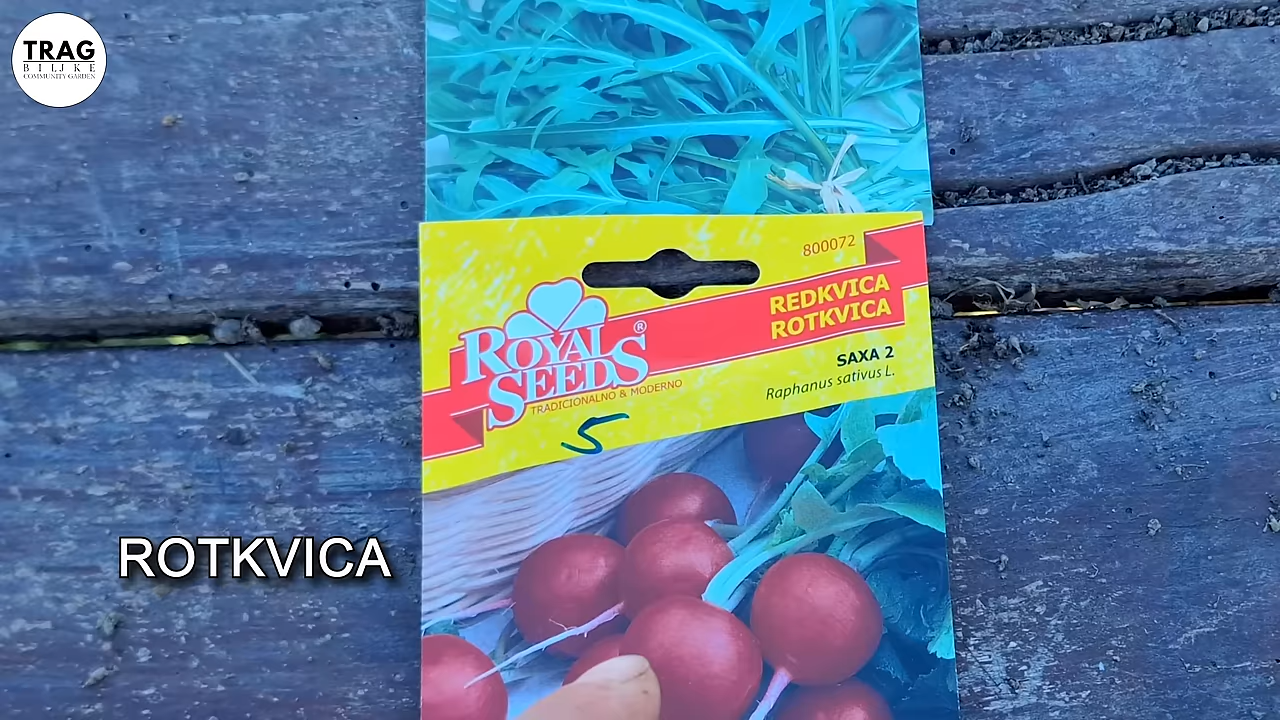 TRAG
BILJKE
COMMUNITY GARDEN
800072
REDKVICA
ROTKVICA
ROYAL
SEEDS®
TRADICIONALNO & MODERNO
SAXA 2
Raphanus sativus L.
5
ROTKVICA